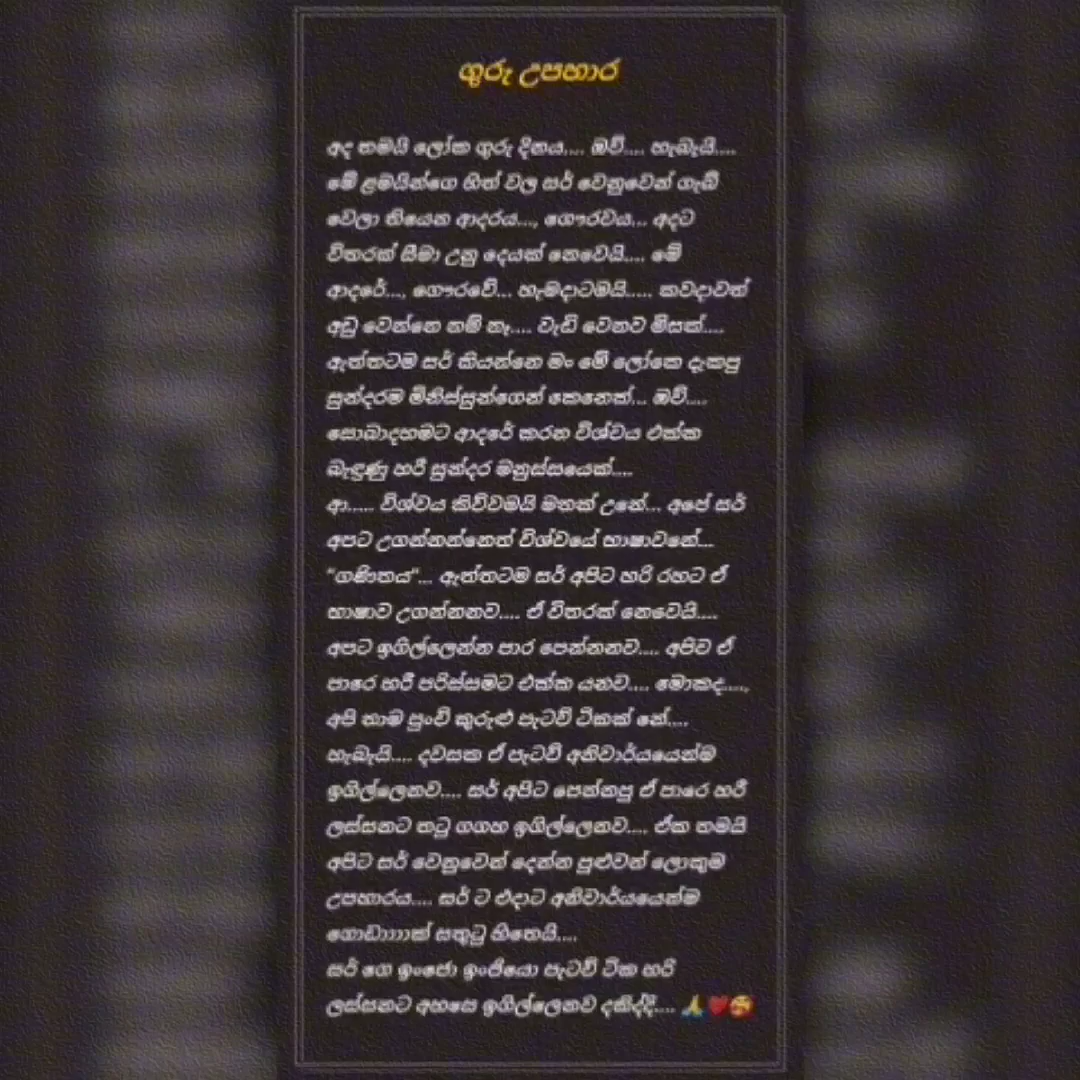 ගුරු උපහාර
අද තමයි ලෝක ගුරු දිනය.... ඔව්.... හැබැයි....
මේ ළමයින්ගෙ හිත් වල සර් වෙනුවෙන් ගැබ්
වෙලා තියෙන ආදරය..., ගෞරවය... අදට
විතරක් සීමා උනු දෙයක් නෙවෙයි.... මේ
ආදරේ..., ගෞරවේ... හැමදාටමයි..... කවදාවත්
අඩු වෙන්නෙ නම් නෑ.... වැඩි වෙනව මිසක්....
ඇත්තටම සර් කියන්නෙ මං මේ ලෝකෙ දැකපු
සුන්දරම මිනිස්සුන්ගෙන් කෙනෙක්... ඔව්....
සොබාදහමට ආදරේ කරන විශ්වය එක්ක
බැඳුණු හරී සුන්දර මනුස්සයෙක්....
ආ..... විශ්වය කිව්වමයි මතක් උනේ... අපේ සර්
අපට උගන්නන්නෙත් විශ්වයේ භාෂාවනේ...
"ගණිතය"... ඇත්තටම සර් අපිට හරි රහට ඒ
භාෂාව උගන්නනව.... ඒ විතරක් නෙවෙයි....
අපට ඉගිල්ලෙන්න පාර පෙන්නනව.... අපිව ඒ
පාරෙ හරී පරිස්සමට එක්ක යනව.... මොකද....,
අපි තාම පුංචි කුරුළු පැටව් ටිකක් නේ....
හැබැයි.... දවසක ඒ පැටව් අනිවාර්යයෙන්ම
ඉගිල්ලෙනව.... සර් අපිට පෙන්නපු ඒ පාරෙ හරී
ලස්සනට තටු ගගහ ඉගිල්ලෙනව.... ඒක තමයි
අපිට සර් වෙනුවෙන් දෙන්න පුළුවන් ලොකුම
උපහාරය.... සර් ට එදාට අනිවාර්යයෙන්ම
ගොඩාාාාක් සතුටු හිතෙයි....
සර් ගෙ ඉංජො ඉංජියො පැටව් ටික හරි
ලස්සනට අහසෙ ඉගිල්ලෙනව දකිද්දි.... 🙏❤️🥰